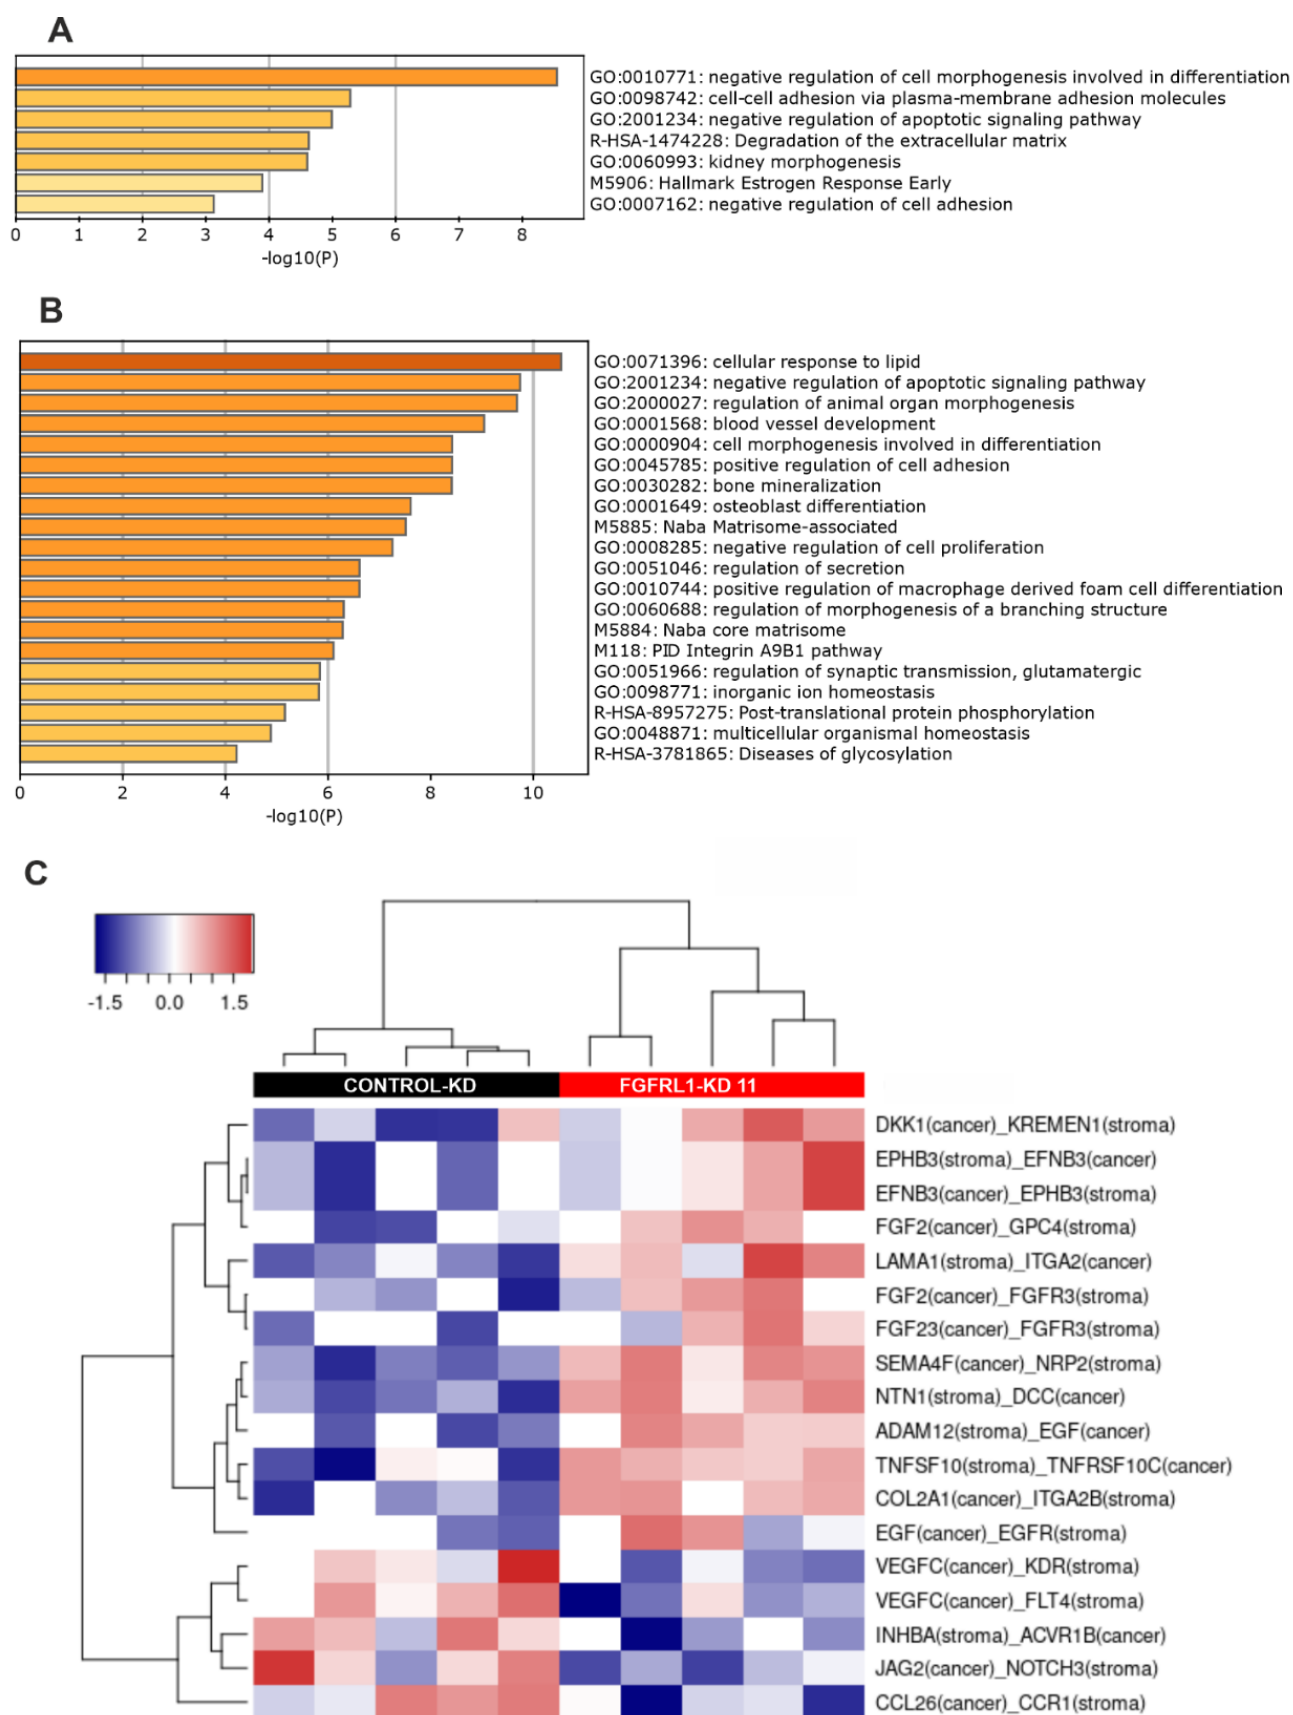 A
GO:0010771: negative regulation of cell morphogenesis involved in differentiation
GO:0098742: cell-cell adhesion via plasma-membrane adhesion molecules
GO:2001234: negative regulation of apoptotic signaling pathway
R-HSA-1474228: Degradation of the extracellular matrix
GO:0060993: kidney morphogenesis
M5906: Hallmark Estrogen Response Early
GO:0007162: negative regulation of cell adhesion
0 1 2 3 4 5 6 7 8
-log10(P)
B
GO:0071396: cellular response to lipid
GO:2001234: negative regulation of apoptotic signaling pathway
GO:2000027: regulation of animal organ morphogenesis
GO:0001568: blood vessel development
GO:0000904: cell morphogenesis involved in differentiation
GO:0045785: positive regulation of cell adhesion
GO:0030282: bone mineralization
GO:0001649: osteoblast differentiation
M5885: Naba Matrisome-associated
GO:0008285: negative regulation of cell proliferation
GO:0051046: regulation of secretion
GO:0010744: positive regulation of macrophage derived foam cell differentiation
GO:0060688: regulation of morphogenesis of a branching structure
M5884: Naba core matrisome
M118: PID Integrin A9B1 pathway
GO:0051966: regulation of synaptic transmission, glutamatergic
GO:0098771: inorganic ion homeostasis
R-HSA-8957275: Post-translational protein phosphorylation
GO:0048871: multicellular organismal homeostasis
R-HSA-3781865: Diseases of glycosylation
0 2 4 6 8 10
-log10(P)
C
-1.5 0.0 1.5
CONTROL-KD FGFRL1-KD 11
DKK1(cancer)_KREMEN1(stroma)
EPHB3(stroma)_EFNB3(cancer)
EFNB3(cancer)_EPHB3(stroma)
FGF2(cancer)_GPC4(stroma)
LAMA1(stroma)_ITGA2(cancer)
FGF2(cancer)_FGFR3(stroma)
FGF23(cancer)_FGFR3(stroma)
SEMA4F(cancer)_NRP2(stroma)
NTN1(stroma)_DCC(cancer)
ADAM12(stroma)_EGF(cancer)
TNFSF10(stroma)_TNFRSF10C(cancer)
COL2A1(cancer)_ITGA2B(stroma)
EGF(cancer)_EGFR(stroma)
VEGFC(cancer)_KDR(stroma)
VEGFC(cancer)_FLT4(stroma)
INHBA(stroma)_ACVR1B(cancer)
JAG2(cancer)_NOTCH3(stroma)
CCL26(cancer)_CCR1(stroma)